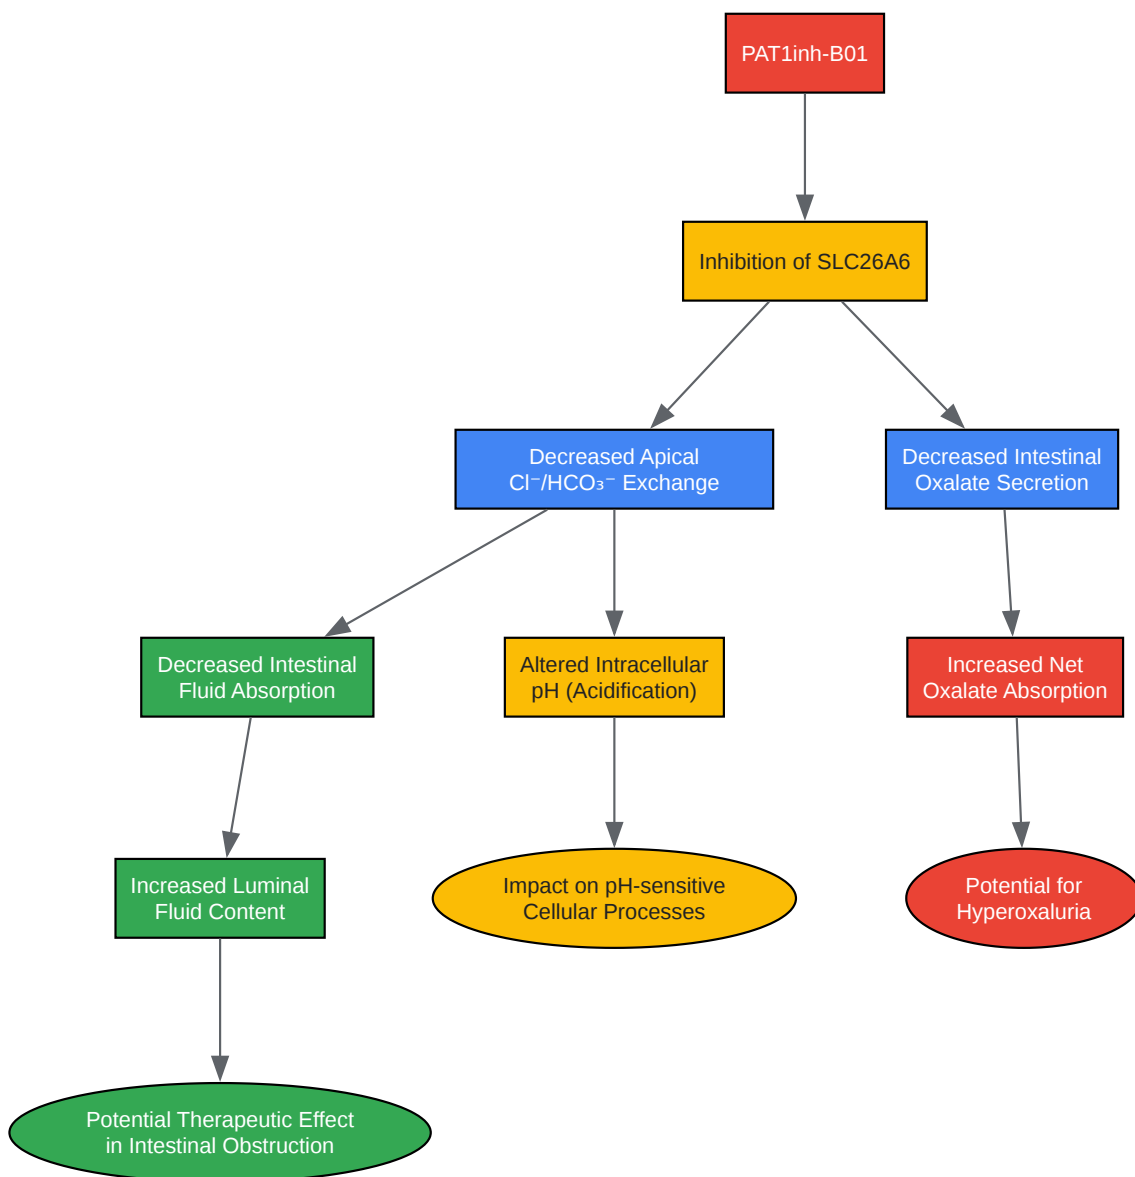 PAT1inh-B01
Inhibition of SLC26A6
Decreased Apical
Cl⁻/HCO₃⁻ Exchange
Decreased Intestinal
Oxalate Secretion
Decreased Intestinal
Fluid Absorption
Altered Intracellular
pH (Acidification)
Increased Net
Oxalate Absorption
Increased Luminal
Fluid Content
Impact on pH-sensitive
Cellular Processes
Potential for
Hyperoxaluria
Potential Therapeutic Effect
in Intestinal Obstruction